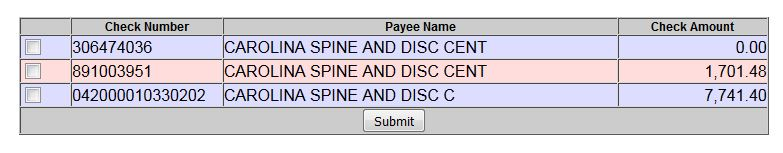 Check Number Payee Name Check Amount
306474036 CAROLINA SPINE AND DISC CENT 0.00
891003951 CAROLINA SPINE AND DISC CENT 1,701.48
042000010330202 CAROLINA SPINE AND DISC C 7,741.40
Submit